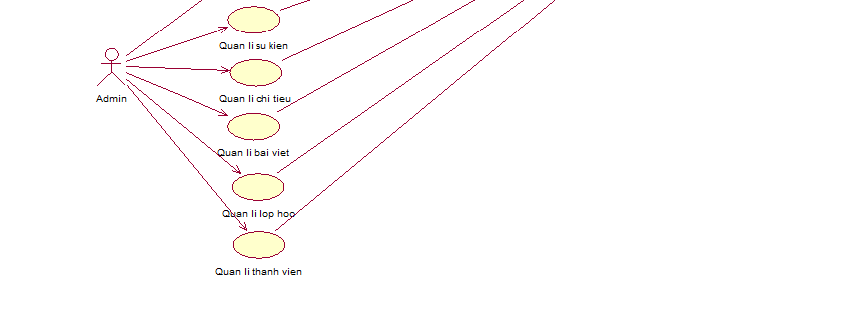 Quan li su kien
Admin
Quan li chi tieu
Quan li bai viet
Quan li lop hoc
Quan li thanh vien